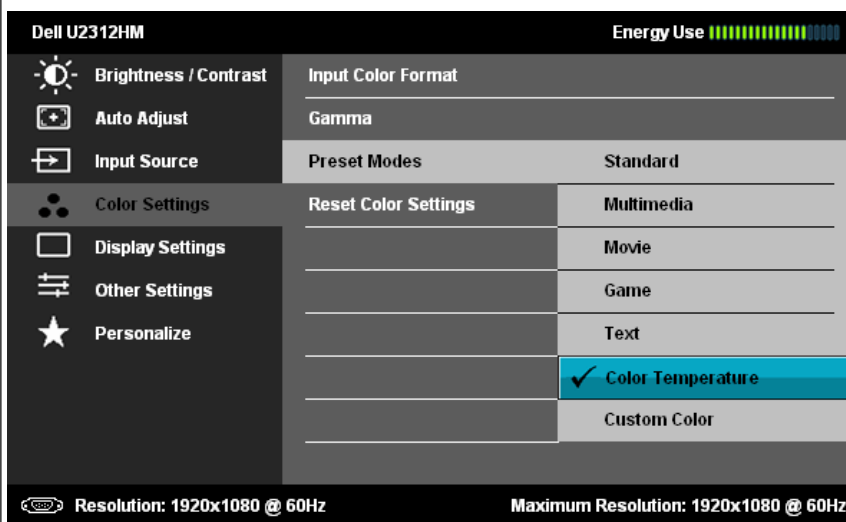 Dell U2312HM Energy Use
Brightness / Contrast Input Color Format
Auto Adjust Gamma
Input Source Preset Modes Standard
Color Settings Reset Color Settings Multimedia
Display Settings Movie
Other Settings Game
Personalize Text
Color Temperature
Custom Color
Resolution: 1920x1080 @ 60Hz Maximum Resolution: 1920x1080 @ 60Hz